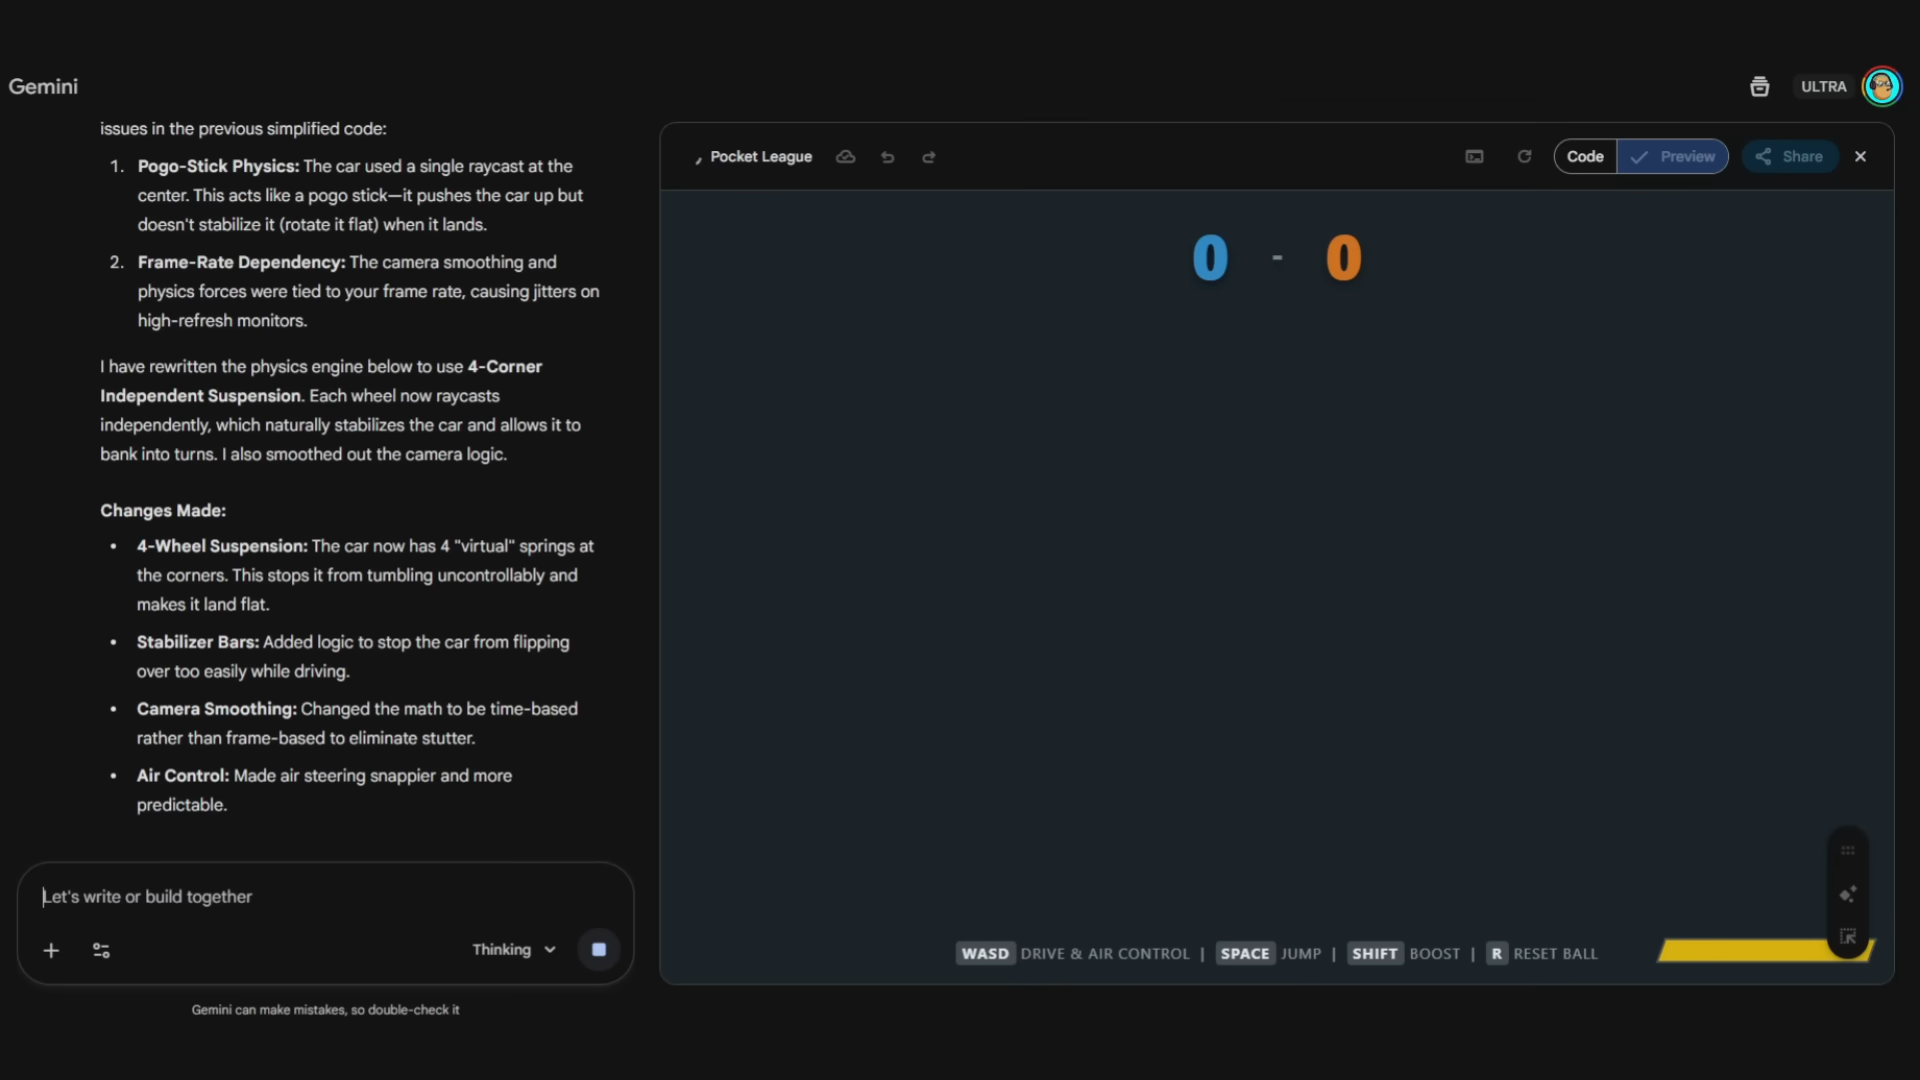 Gemini
ULTRA
issues in the previous simplified code:
1. Pogo-Stick Physics: The car used a single raycast at the
center. This acts like a pogo stick—it pushes the car up but
doesn't stabilize it (rotate it flat) when it lands.
2. Frame-Rate Dependency: The camera smoothing and
physics forces were tied to your frame rate, causing jitters on
high-refresh monitors.
I have rewritten the physics engine below to use 4-Corner
Independent Suspension. Each wheel now raycasts
independently, which naturally stabilizes the car and allows it to
bank into turns. I also smoothed out the camera logic.
Changes Made:
• 4-Wheel Suspension: The car now has 4 "virtual" springs at
the corners. This stops it from tumbling uncontrollably and
makes it land flat.
• Stabilizer Bars: Added logic to stop the car from flipping
over too easily while driving.
• Camera Smoothing: Changed the math to be time-based
rather than frame-based to eliminate stutter.
• Air Control: Made air steering snappier and more
predictable.
Let's write or build together
Thinking
Gemini can make mistakes, so double-check it
Pocket League
Code Preview Share
0 - 0
WASD DRIVE & AIR CONTROL | SPACE JUMP | SHIFT BOOST | R RESET BALL